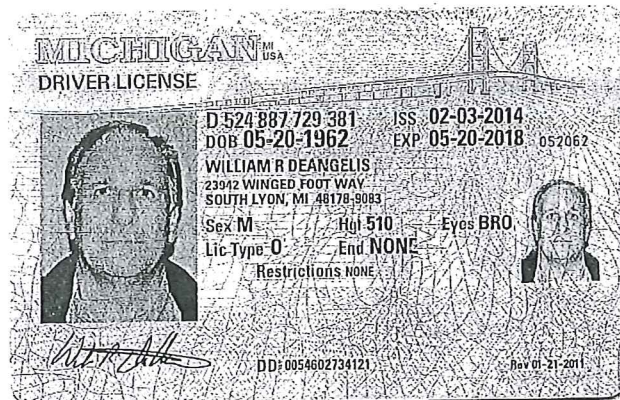 MICHIGAN MI USA
DRIVER LICENSE
D 524 887 729 381 ISS 02-03-2014
DOB 05-20-1962 EXP 05-20-2018 052062
WILLIAM R DEANGELIS
23942 WINGED FOOT WAY
SOUTH LYON, MI 48178-9083
Sex M Hgt 510 Eyes BRO
Lic Type O End NONE
Restrictions NONE
DD: 0054602734121 Rev 01-21-2011